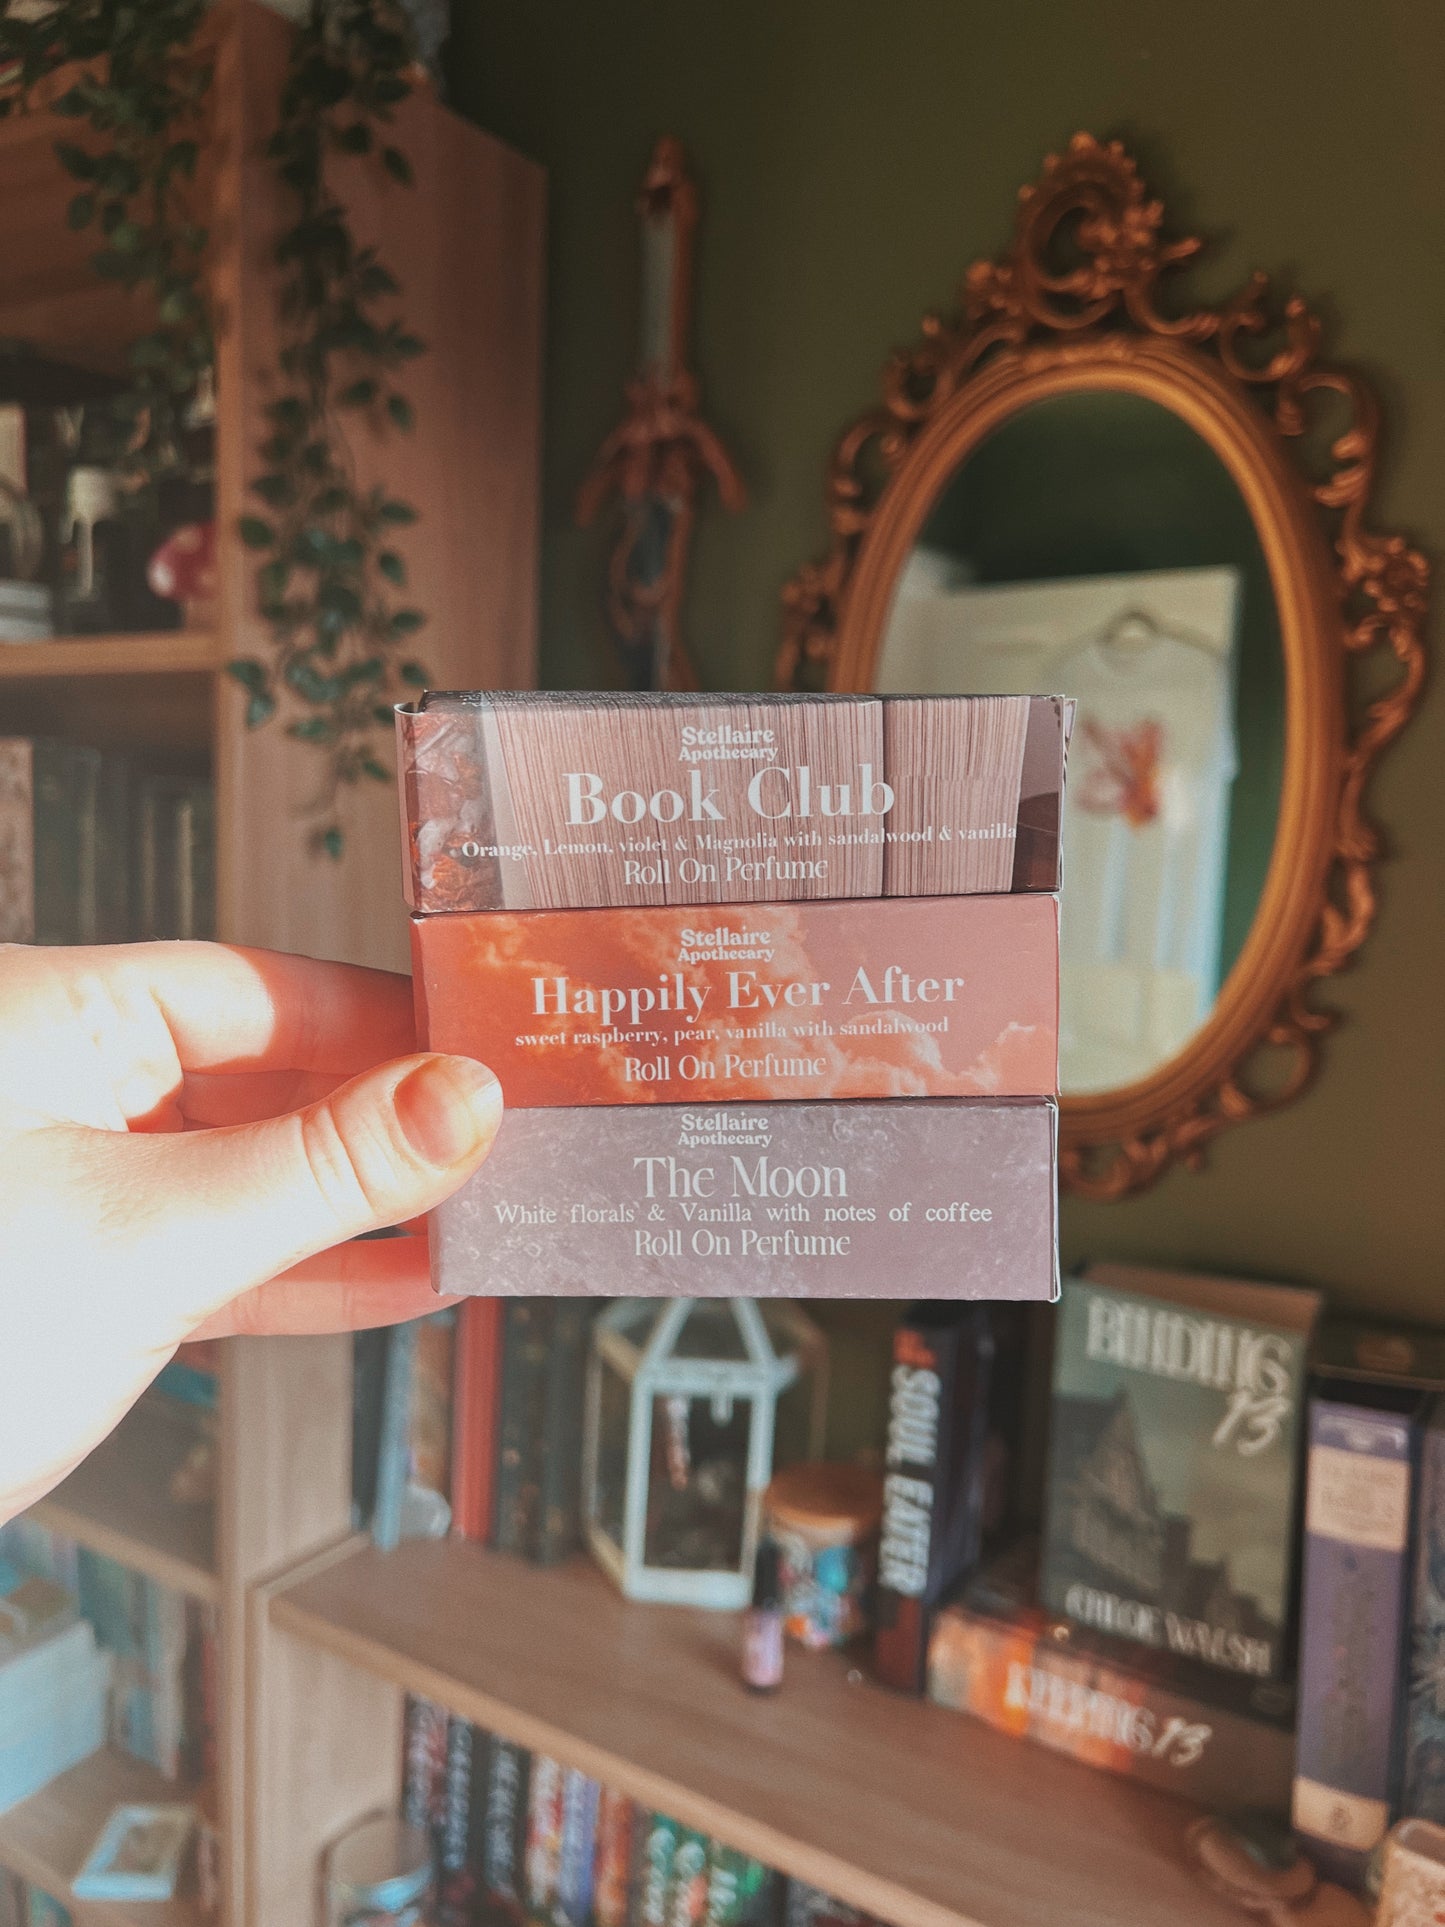 Stellaire
Apothecary
Book Club
Orange, Lemon, violet & Magnolia with sandalwood & vanilla
Roll On Perfume
Stellaire
Apothecary
Happily Ever After
sweet raspberry, pear, vanilla with sandalwood
Roll On Perfume
Stellaire
Apothecary
The Moon
White florals & Vanilla with notes of coffee
Roll On Perfume
SOUL EATER
BINDING
13
CHLOE WALSH
KEEPING 13